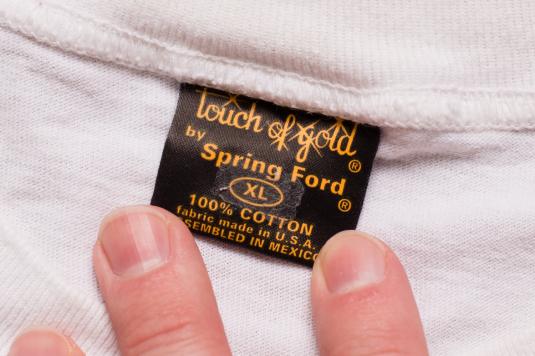 touch of gold ®
by
Spring Ford ®
XL
100% COTTON
fabric made in U.S.A.
SEMBLED IN MEXICO